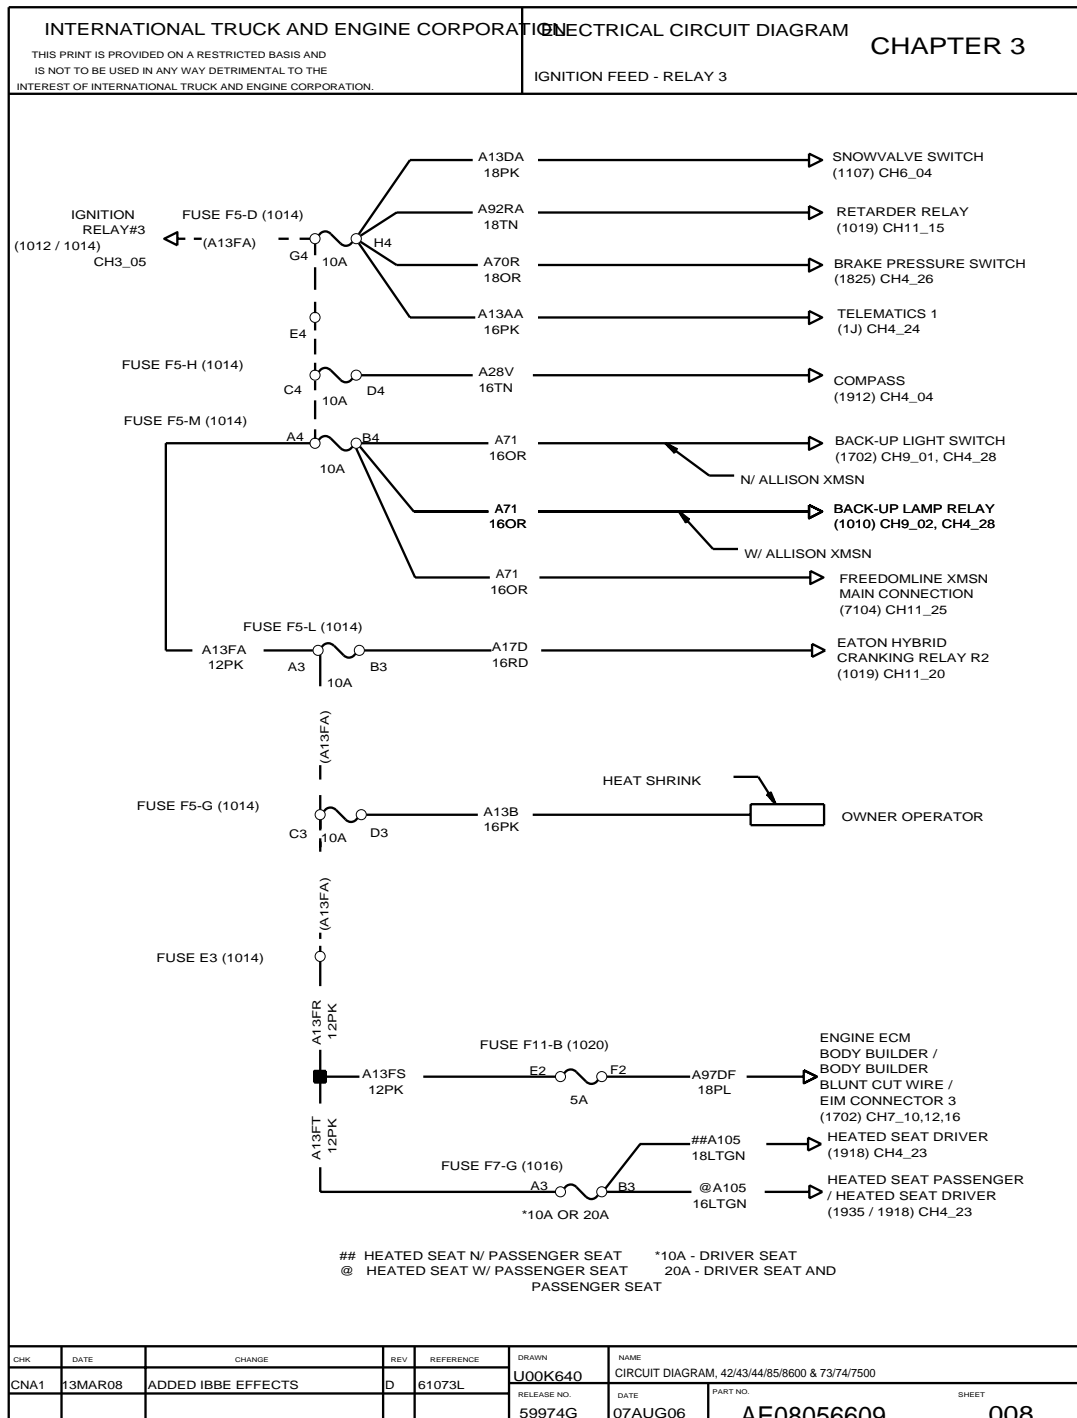 INTERNATIONAL TRUCK AND ENGINE CORPORATION
THIS PRINT IS PROVIDED ON A RESTRICTED BASIS AND
IS NOT TO BE USED IN ANY WAY DETRIMENTAL TO THE
INTEREST OF INTERNATIONAL TRUCK AND ENGINE CORPORATION.
ELECTRICAL CIRCUIT DIAGRAM
CHAPTER 3
IGNITION FEED - RELAY 3
A13DA
18PK
SNOWVALVE SWITCH
(1107) CH6_04
IGNITION
RELAY#3
(1012 / 1014)
CH3_05
(A13FA)
FUSE F5-D (1014)
G4
10A
H4
A92RA
18TN
RETARDER RELAY
(1019) CH11_15
A70R
18OR
BRAKE PRESSURE SWITCH
(1825) CH4_26
A13AA
16PK
TELEMATICS 1
(1J) CH4_24
E4
FUSE F5-H (1014)
C4
10A
D4
A28V
16TN
COMPASS
(1912) CH4_04
FUSE F5-M (1014)
A4
10A
B4
A71
16OR
BACK-UP LIGHT SWITCH
(1702) CH9_01, CH4_28
N/ ALLISON XMSN
A71
16OR
BACK-UP LAMP RELAY
(1010) CH9_02, CH4_28
W/ ALLISON XMSN
A71
16OR
FREEDOMLINE XMSN
MAIN CONNECTION
(7104) CH11_25
A13FA
12PK
FUSE F5-L (1014)
A3
10A
B3
A17D
16RD
EATON HYBRID
CRANKING RELAY R2
(1019) CH11_20
(A13FA)
FUSE F5-G (1014)
C3
10A
D3
A13B
16PK
HEAT SHRINK
OWNER OPERATOR
(A13FA)
FUSE E3 (1014)
A13FR
12PK
A13FS
12PK
FUSE F11-B (1020)
E2
5A
F2
A97DF
18PL
ENGINE ECM
BODY BUILDER /
BODY BUILDER
BLUNT CUT WIRE /
EIM CONNECTOR 3
(1702) CH7_10,12,16
A13FT
12PK
FUSE F7-G (1016)
A3
*10A OR 20A
B3
##A105
18LTGN
HEATED SEAT DRIVER
(1918) CH4_23
@A105
16LTGN
HEATED SEAT PASSENGER
/ HEATED SEAT DRIVER
(1935 / 1918) CH4_23
## HEATED SEAT N/ PASSENGER SEAT *10A - DRIVER SEAT
@ HEATED SEAT W/ PASSENGER SEAT 20A - DRIVER SEAT AND
PASSENGER SEAT
CHK DATE CHANGE REV REFERENCE
CNA1 13MAR08 ADDED IBBE EFFECTS D 61073L
DRAWN
U00K640
NAME
CIRCUIT DIAGRAM, 42/43/44/85/8600 & 73/74/7500
RELEASE NO.
59974G
DATE
07AUG06
PART NO.
AE08056609
SHEET
008